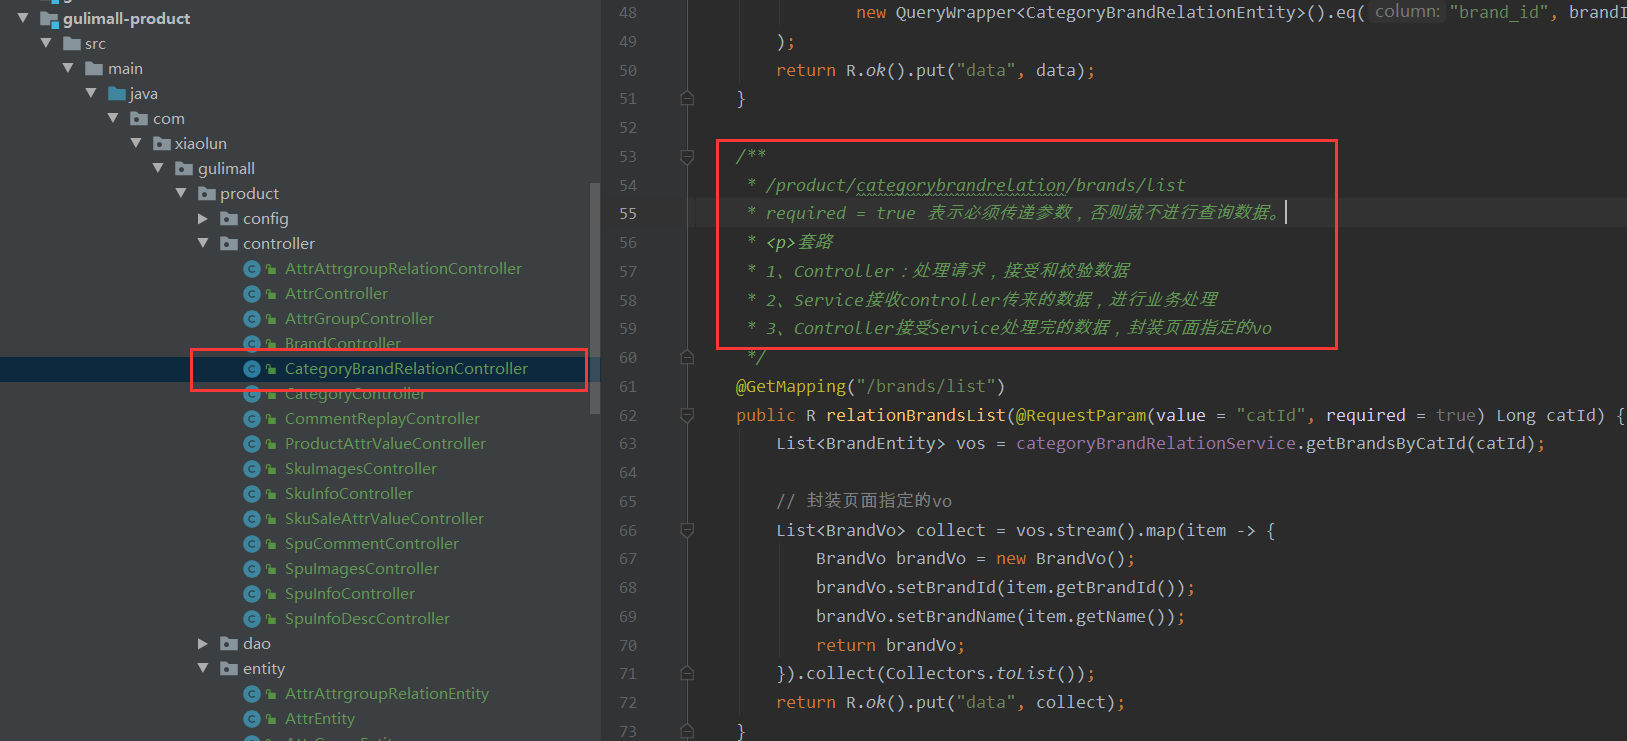 gulimall-product
src
main
java
com
xiaolun
gulimall
product
config
controller
AttrAttrgroupRelationController
AttrController
AttrGroupController
BrandController
CategoryBrandRelationController
CategoryController
CommentReplayController
ProductAttrValueController
SkuImagesController
SkuInfoController
SkuSaleAttrValueController
SpuCommentController
SpuImagesController
SpuInfoController
SpuInfoDescController
dao
entity
AttrAttrgroupRelationEntity
AttrEntity
48 new QueryWrapper<CategoryBrandRelationEntity>().eq( column: "brand_id", brandI
49 );
50 return R.ok().put("data", data);
51 }
52
53 /**
54 * /product/categorybrandrelation/brands/list
55 * required = true 表示必须传递参数，否则就不进行查询数据。
56 * <p>套路
57 * 1、Controller：处理请求，接受和校验数据
58 * 2、Service接收controller传来的数据，进行业务处理
59 * 3、Controller接受Service处理完的数据，封装页面指定的vo
60 */
61 @GetMapping("/brands/list")
62 public R relationBrandsList(@RequestParam(value = "catId", required = true) Long catId) {
63 List<BrandEntity> vos = categoryBrandRelationService.getBrandsByCatId(catId);
64
65 // 封装页面指定的vo
66 List<BrandVo> collect = vos.stream().map(item -> {
67 BrandVo brandVo = new BrandVo();
68 brandVo.setBrandId(item.getBrandId());
69 brandVo.setBrandName(item.getName());
70 return brandVo;
71 }).collect(Collectors.toList());
72 return R.ok().put("data", collect);
73 }